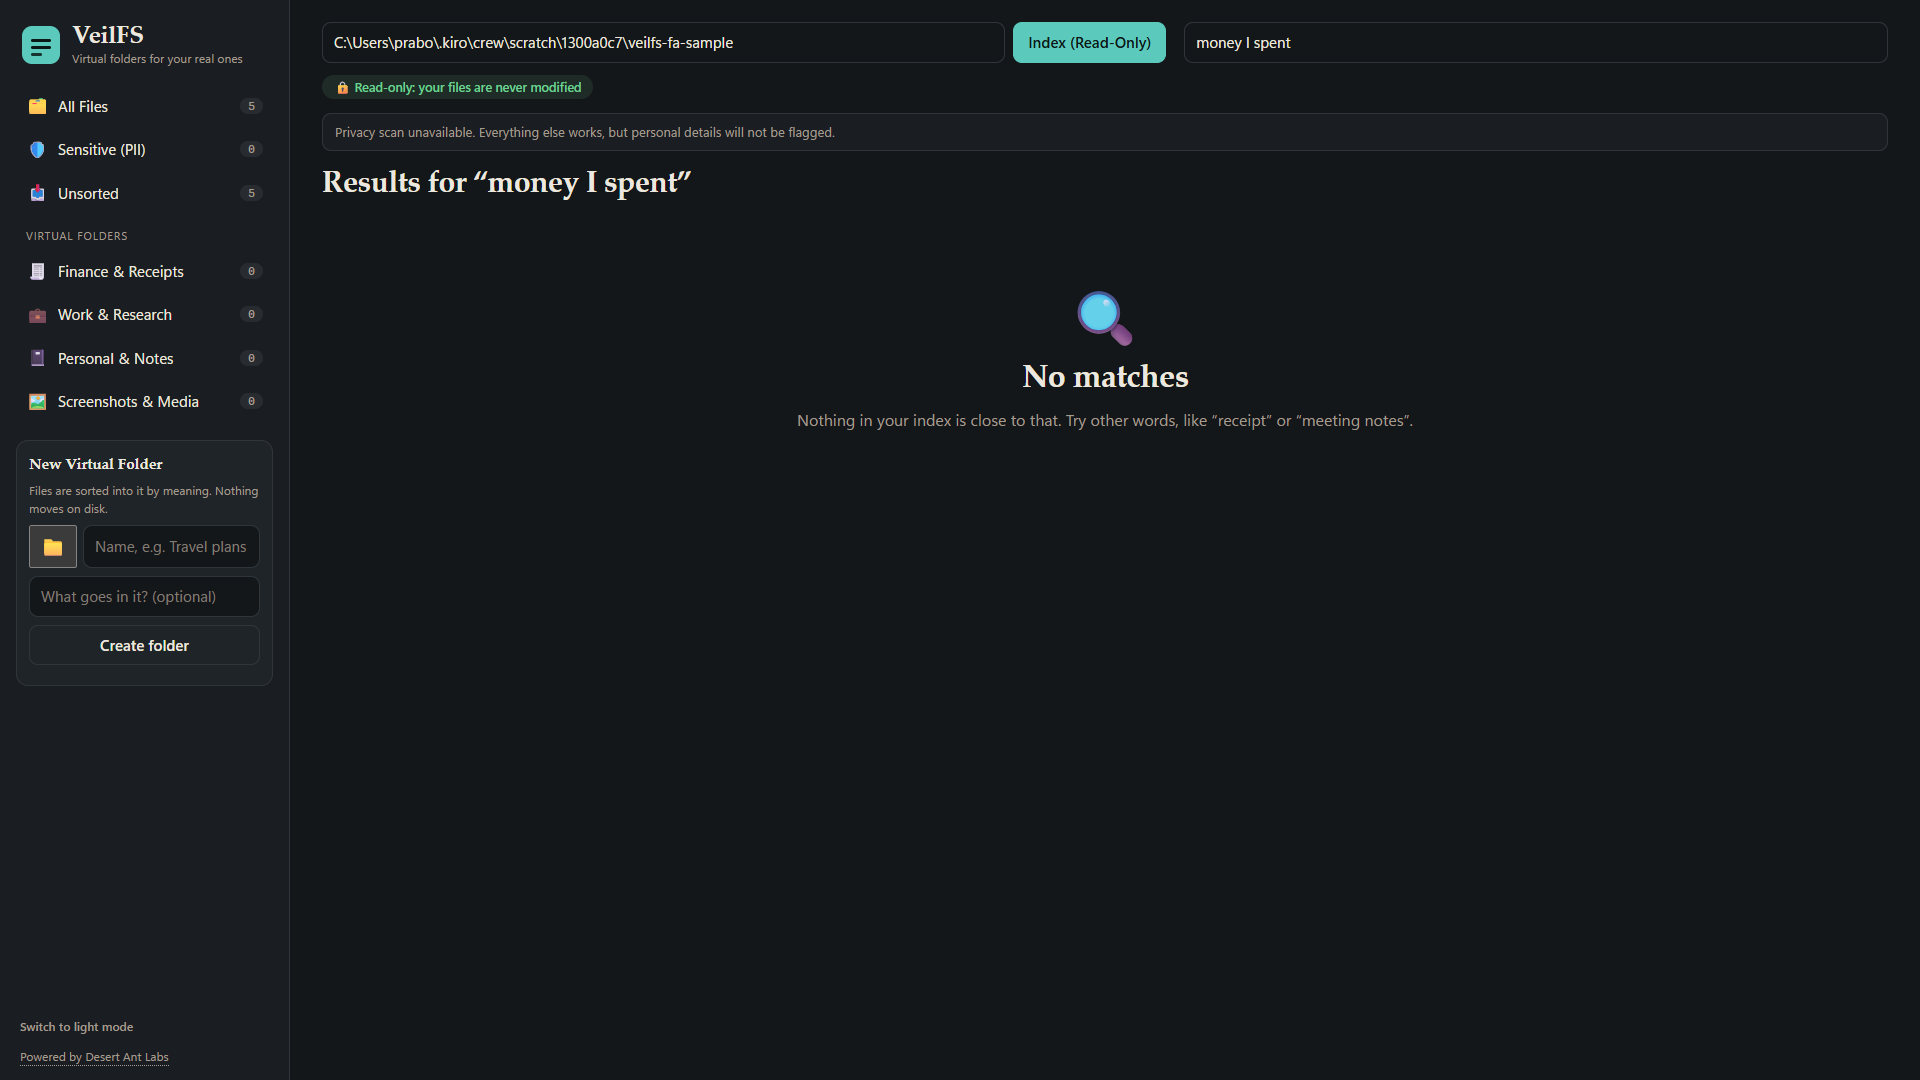 VeilFS
Virtual folders for your real ones
All Files 5
Sensitive (PII) 0
Unsorted 5
VIRTUAL FOLDERS
Finance & Receipts 0
Work & Research 0
Personal & Notes 0
Screenshots & Media 0
New Virtual Folder
Files are sorted into it by meaning. Nothing
moves on disk.
Name, e.g. Travel plans
What goes in it? (optional)
Create folder
Switch to light mode
Powered by Desert Ant Labs
C:\Users\prabo\.kiro\crew\scratch\1300a0c7\veilfs-fa-sample
Index (Read-Only)
money I spent
Read-only: your files are never modified
Privacy scan unavailable. Everything else works, but personal details will not be flagged.
Results for “money I spent”
No matches
Nothing in your index is close to that. Try other words, like “receipt” or “meeting notes”.